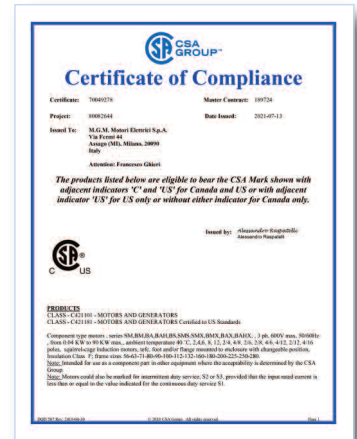 CSA
GROUP™
Certificate of Compliance
Certificate: 70049278 Master Contract: 189724
Project: 80082644 Date Issued: 2021-07-13
Issued To: M.G.M. Motori Elettrici S.p.A.
Via Fermi 44
Assago (MI), Milano, 20090
Italy
Attention: Francesco Ghieri
The products listed below are eligible to bear the CSA Mark shown with
adjacent indicators 'C' and 'US' for Canada and US or with adjacent
indicator 'US' for US only or without either indicator for Canada only.
Issued by: Alessandro Raspatelli
Alessandro Raspatelli
C US
PRODUCTS
CLASS - C421101 - MOTORS AND GENERATORS
CLASS - C421181 - MOTORS AND GENERATORS Certified to US Standards
Component type motors - series SM,BM,BA,BAH,BS,SMS,SMX,BMX,BAX,BAHX, , 3 ph, 600V max, 50/60Hz
, from 0.04 KW to 90 KW max., ambient temperature 40 °C, 2,4,6, 8, 12, 2/4, 4/8, 2/6, 2/8, 4/6, 4/12, 2/12, 4/16
poles, squirrel-cage induction motors, tefc, foot and/or flange mounted to enclosure with changeable position,
Insulation Class F; frame sizes 56-63-71-80-90-100-112-132-160-180-200-225-250-280.
Note: Intended for use as a component part in other equipment where the acceptability is determined by the CSA
Group
Note: Motors could also be marked for intermittent duty service, S2 or S3, provided that the input rated current is
less than or equal to the value indicated for the continuous duty service S1.
Page 1